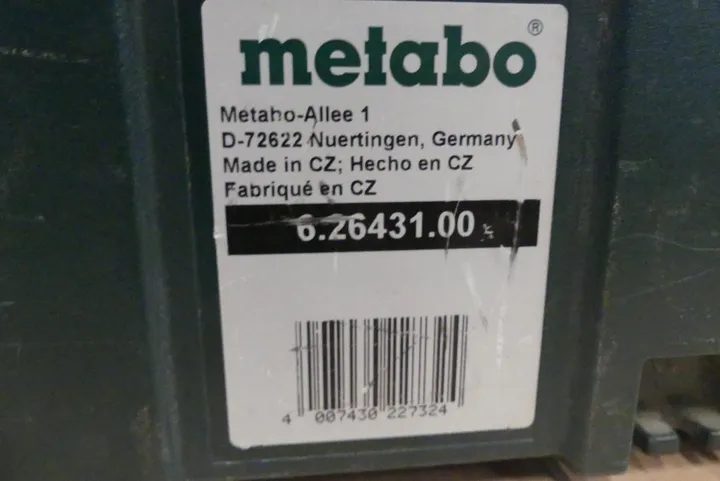 metabo®
Metabo-Allee 1
D-72622 Nuertingen, Germany
Made in CZ; Hecho en CZ
Fabriqué en CZ
6.26431.00
4 007430 227324